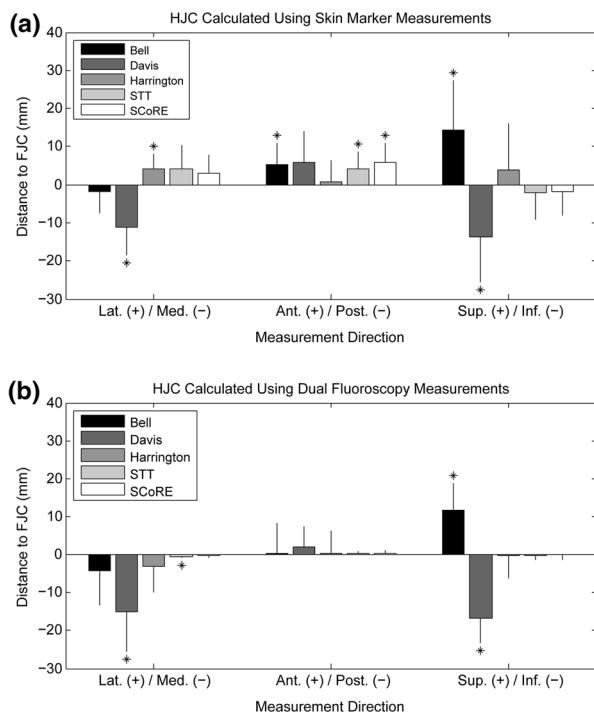 (a)
HJC Calculated Using Skin Marker Measurements
40
30
20
10
0
−10
−20
−30
Distance to FJC (mm)
Bell
Davis
Harrington
STT
SCoRE
*
*
*
*
*
*
*
Lat. (+) / Med. (−)
Ant. (+) / Post. (−)
Sup. (+) / Inf. (−)
Measurement Direction
(b)
HJC Calculated Using Dual Fluoroscopy Measurements
40
30
20
10
0
−10
−20
−30
Distance to FJC (mm)
Bell
Davis
Harrington
STT
SCoRE
*
*
*
*
Lat. (+) / Med. (−)
Ant. (+) / Post. (−)
Sup. (+) / Inf. (−)
Measurement Direction